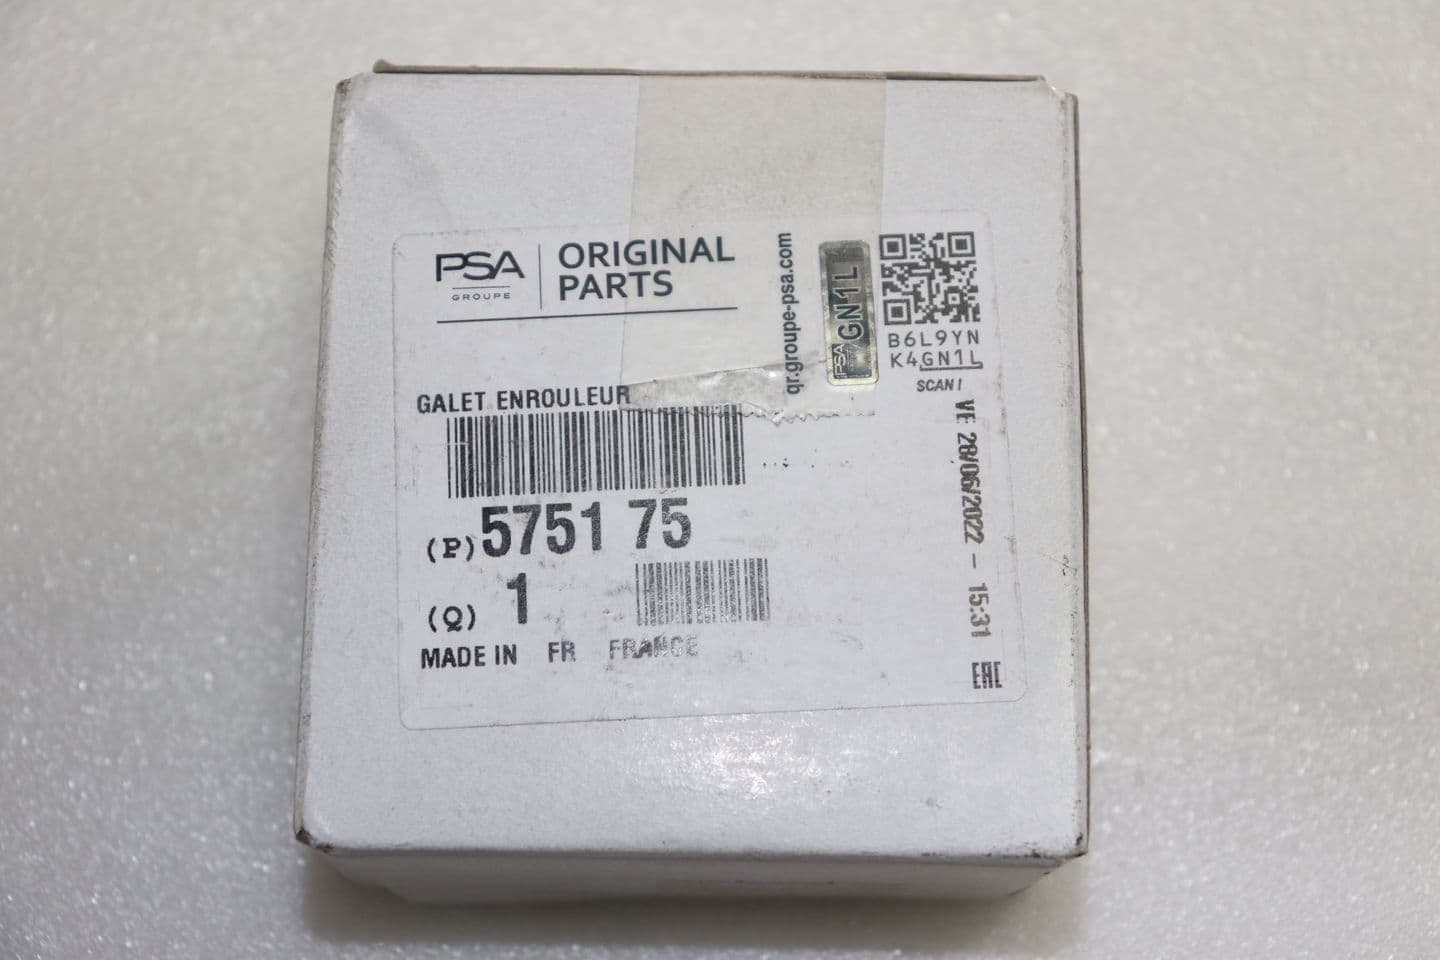 PSA
GROUPE
ORIGINAL
PARTS
qr.groupe-psa.com
PSA GN1L
B6L9YN
K4GN1L
SCAN !
GALET ENROULEUR
(P) 5751 75
(Q) 1
MADE IN FR FRANCE
VE 28/06/2022 - 15:31
EAC